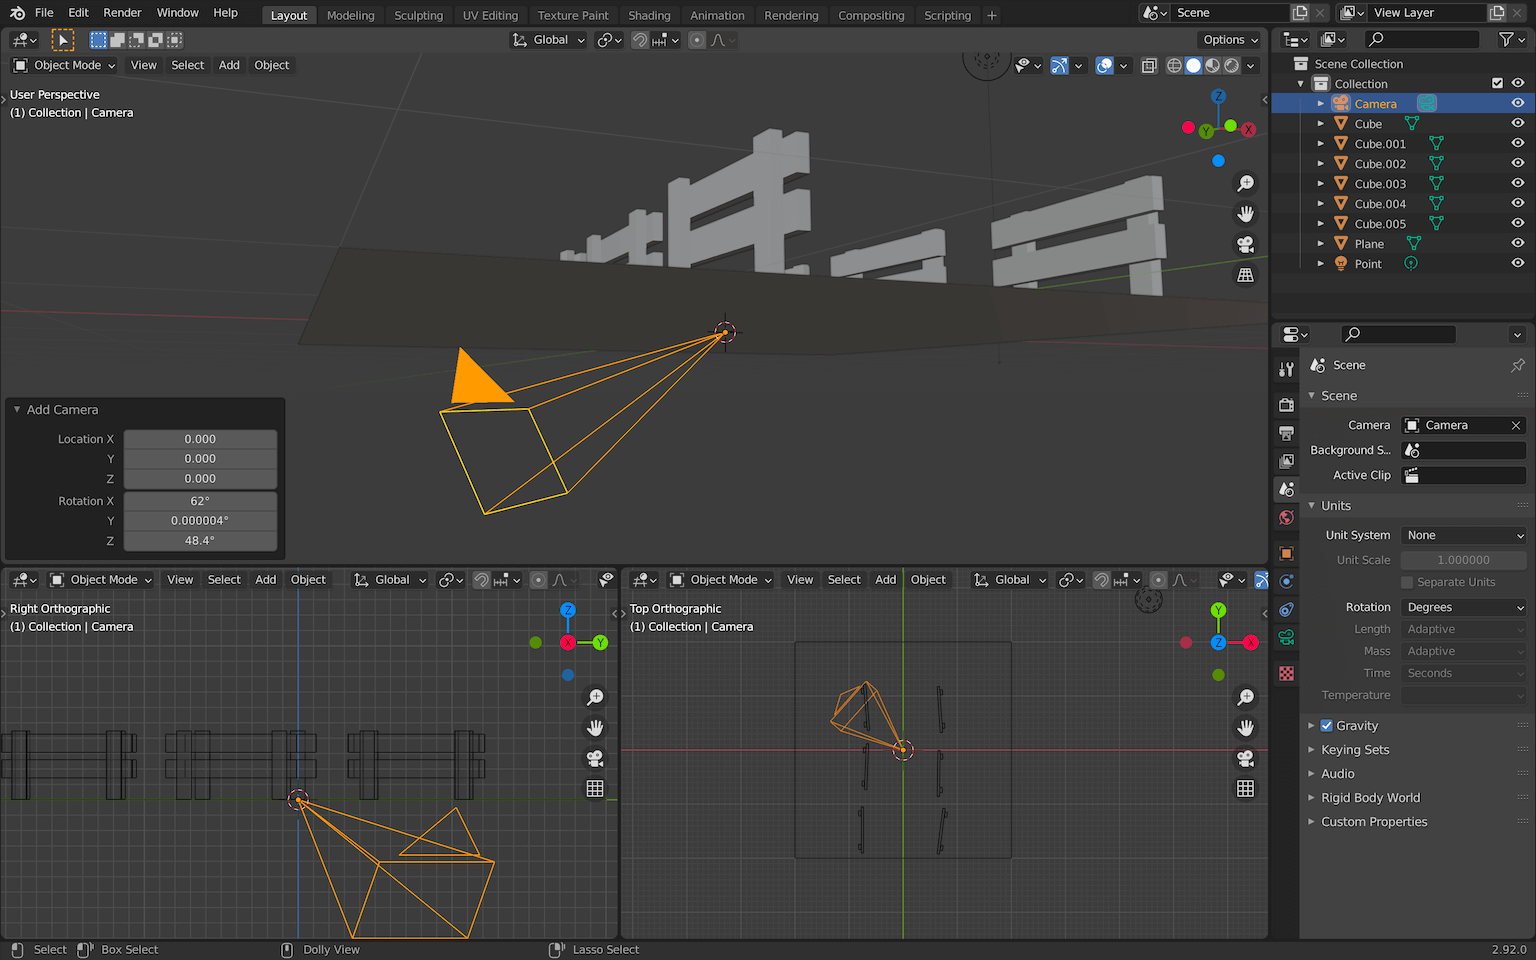 File Edit Render Window Help Layout Modeling Sculpting UV Editing Texture Paint Shading Animation Rendering Compositing Scripting + Scene View Layer
Global Options
Object Mode View Select Add Object
User Perspective
(1) Collection | Camera
Z
Y
X
Add Camera
Location X 0.000
Y 0.000
Z 0.000
Rotation X 62°
Y 0.000004°
Z 48.4°
Object Mode View Select Add Object Global
Right Orthographic
(1) Collection | Camera
Z
X Y
Object Mode View Select Add Object Global
Top Orthographic
(1) Collection | Camera
Y
Z X
Scene Collection
Collection
Camera
Cube
Cube.001
Cube.002
Cube.003
Cube.004
Cube.005
Plane
Point
Scene
Scene
Camera Camera
Background S...
Active Clip
Units
Unit System None
Unit Scale 1.000000
Separate Units
Rotation Degrees
Length Adaptive
Mass Adaptive
Time Seconds
Temperature
Gravity
Keying Sets
Audio
Rigid Body World
Custom Properties
Select Box Select Dolly View Lasso Select 2.92.0